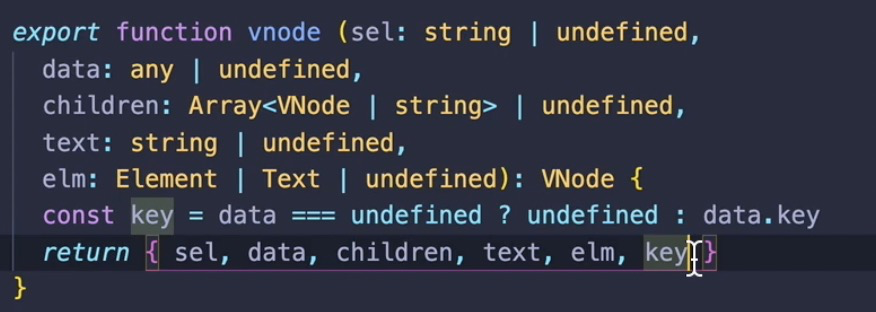 export function vnode (sel: string | undefined,
data: any | undefined,
children: Array<VNode | string> | undefined,
text: string | undefined,
elm: Element | Text | undefined): VNode {
const key = data === undefined ? undefined : data.key
return { sel, data, children, text, elm, key }
}